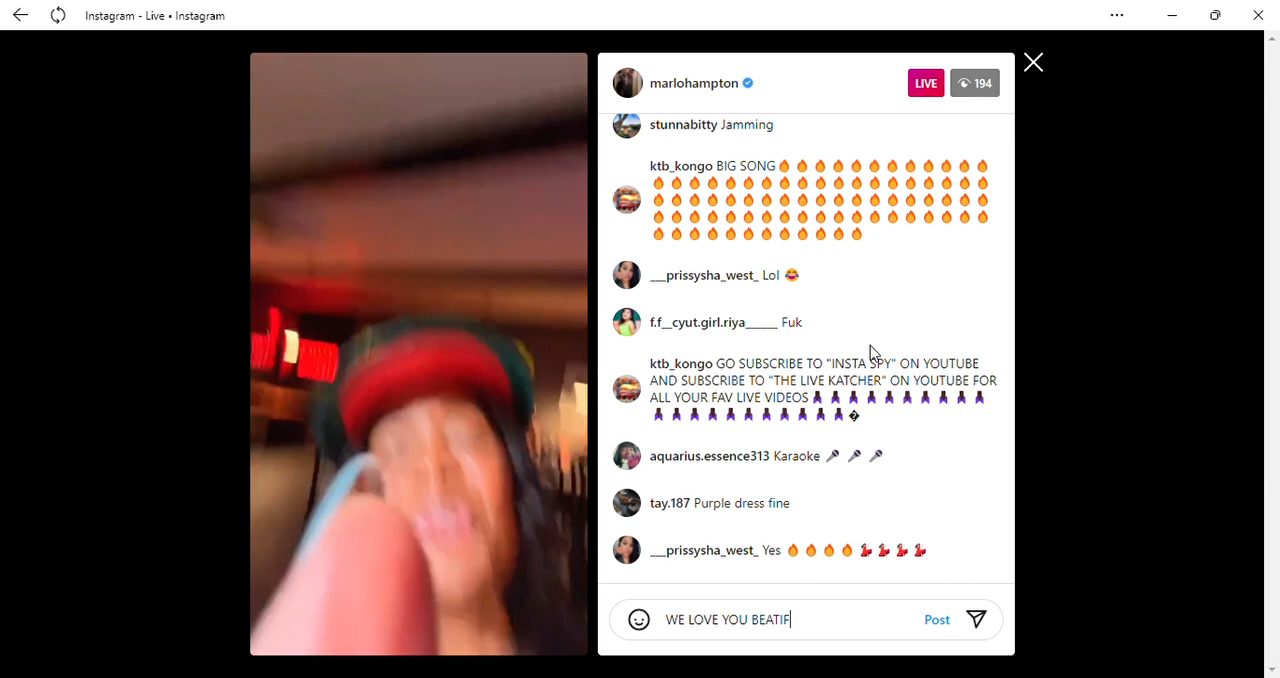 Instagram - Live • Instagram
marlohampton
LIVE
194
stunnabitty Jamming
ktb_kongo BIG SONG🔥🔥🔥🔥🔥🔥🔥🔥🔥🔥🔥🔥
🔥🔥🔥🔥🔥🔥🔥🔥🔥🔥🔥🔥🔥🔥🔥🔥🔥🔥🔥
🔥🔥🔥🔥🔥🔥🔥🔥🔥🔥🔥🔥🔥🔥🔥🔥🔥🔥🔥
🔥🔥🔥🔥🔥🔥🔥🔥🔥🔥🔥🔥🔥🔥🔥🔥🔥🔥🔥
🔥🔥🔥🔥🔥🔥🔥🔥🔥🔥🔥🔥
___prissysha_west_ Lol 😂
f.f__cyut.girl.riya______ Fuk
ktb_kongo GO SUBSCRIBE TO "INSTA SPY" ON YOUTUBE
AND SUBSCRIBE TO "THE LIVE KATCHER" ON YOUTUBE FOR
ALL YOUR FAV LIVE VIDEOS
�
aquarius.essence313 Karaoke 🎤 🎤 🎤
tay.187 Purple dress fine
___prissysha_west_ Yes 🔥🔥🔥🔥💃💃💃💃
WE LOVE YOU BEATIF
Post